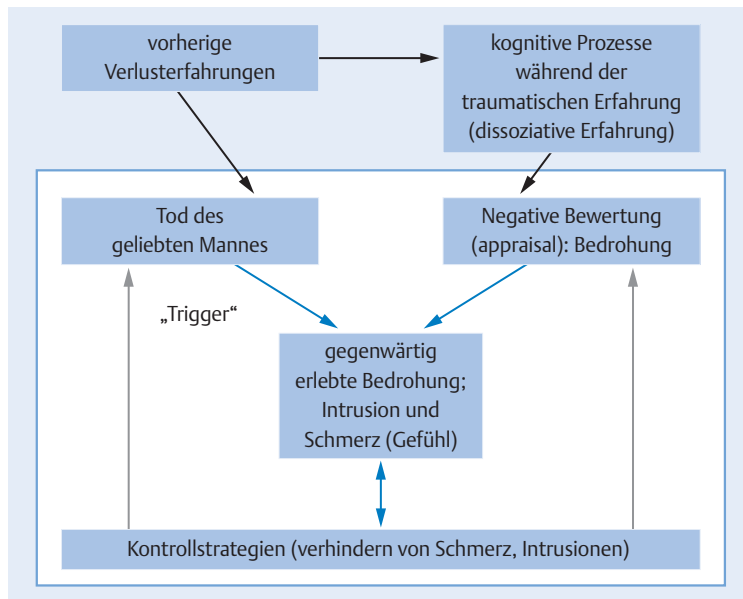 vorherige
Verlusterfahrungen
kognitive Prozesse
während der
traumatischen Erfahrung
(dissoziative Erfahrung)
Tod des
geliebten Mannes
Negative Bewertung
(appraisal): Bedrohung
„Trigger“
gegenwärtig
erlebte Bedrohung;
Intrusion und
Schmerz (Gefühl)
Kontrollstrategien (verhindern von Schmerz, Intrusionen)